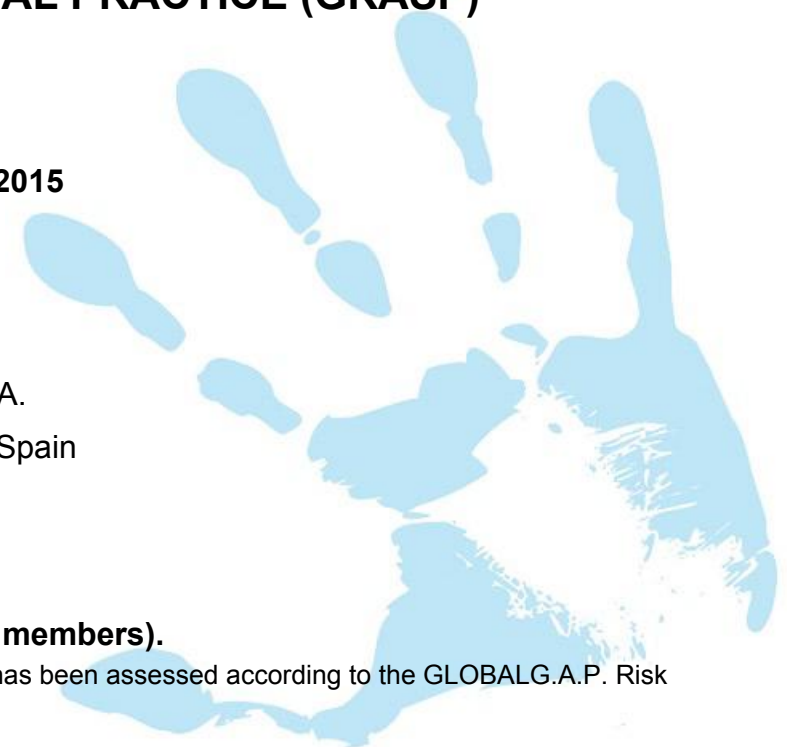 AL PRACTICE (GRASP)
2015
A.
Spain
members).
has been assessed according to the GLOBALG.A.P. Risk